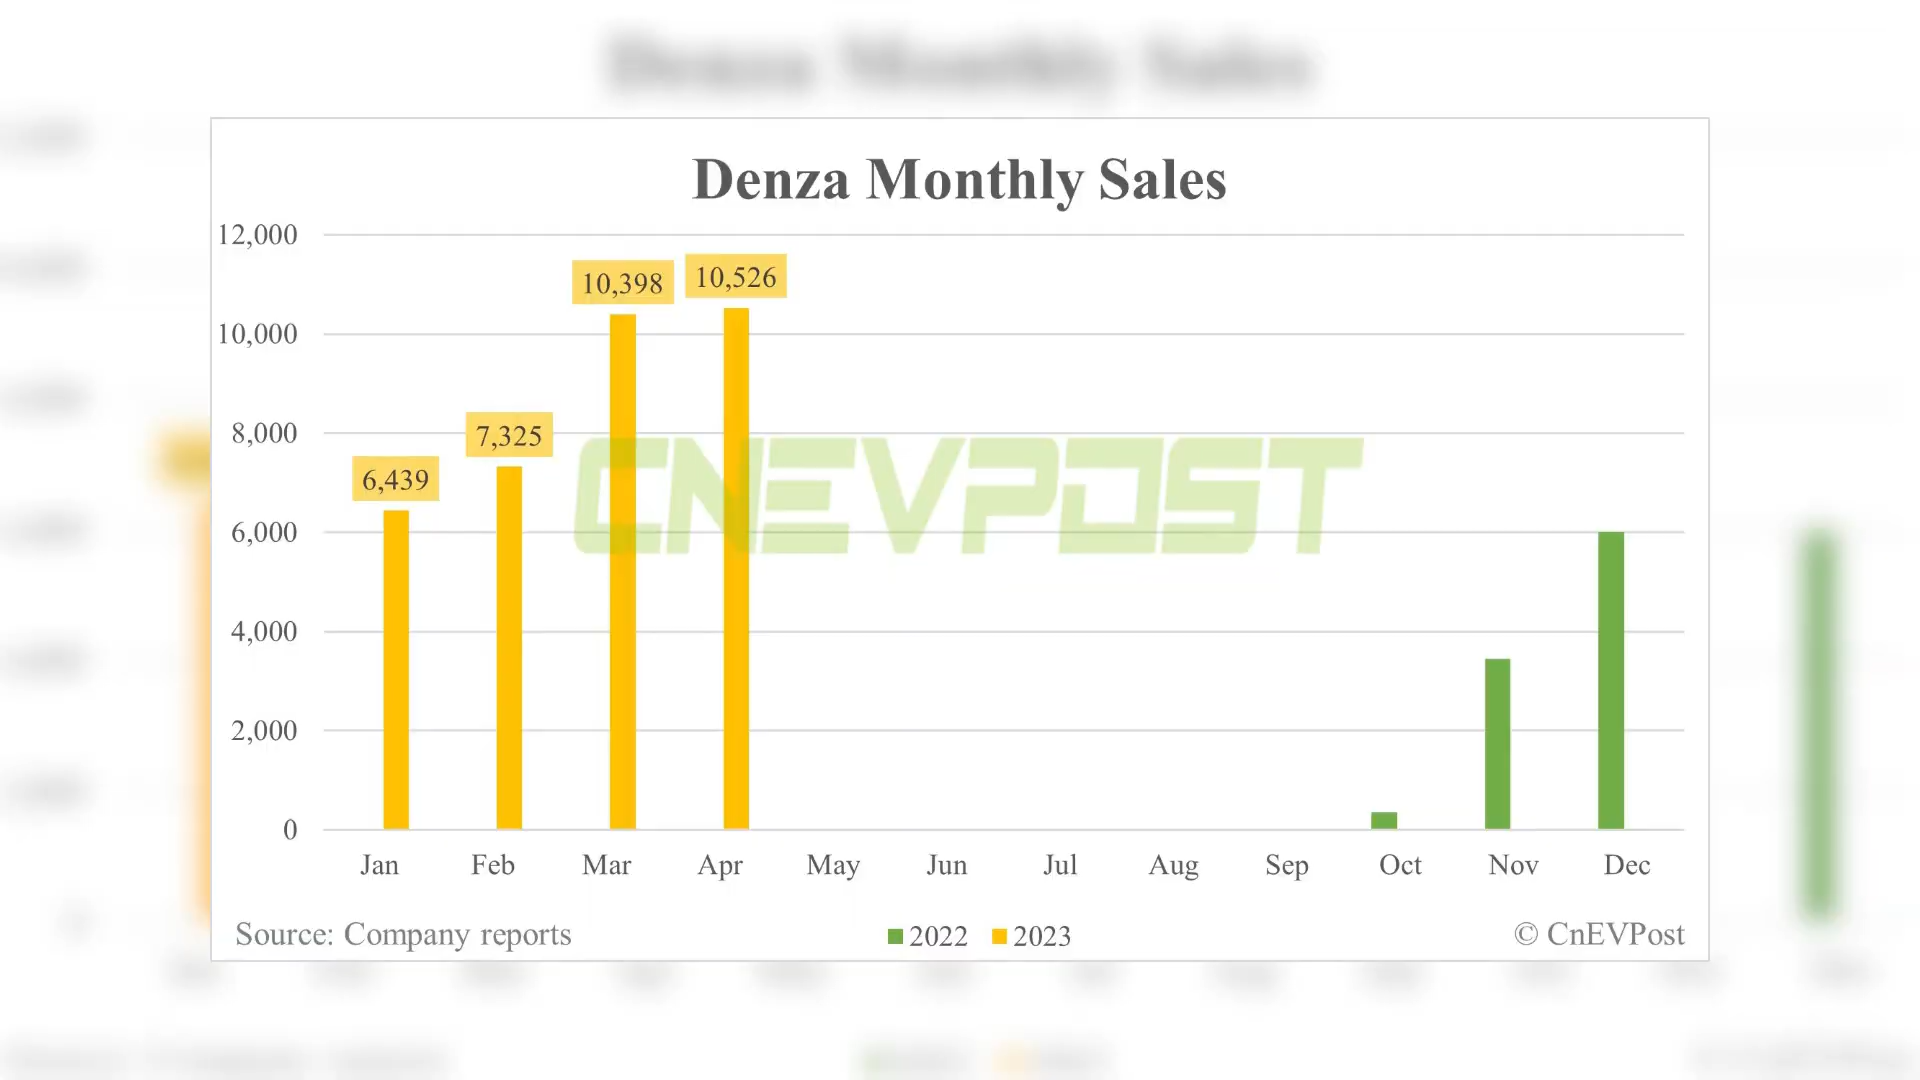 Denza Monthly Sales
12,000
10,000
8,000
6,000
4,000
2,000
0
6,439
7,325
10,398
10,526
CNEVPOST
Jan Feb Mar Apr May Jun Jul Aug Sep Oct Nov Dec
Source: Company reports
2022 2023
© CnEVPost